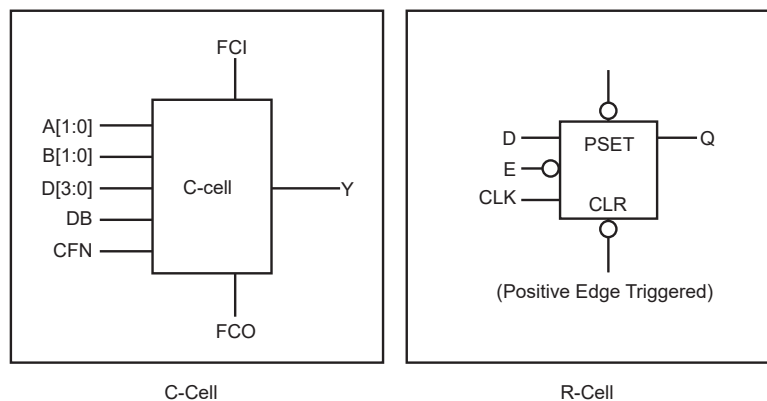 FCI
A[1:0]
B[1:0]
D[3:0]
DB
CFN
C-cell
Y
FCO
D
E
CLK
PSET
CLR
Q
(Positive Edge Triggered)
C-Cell
R-Cell